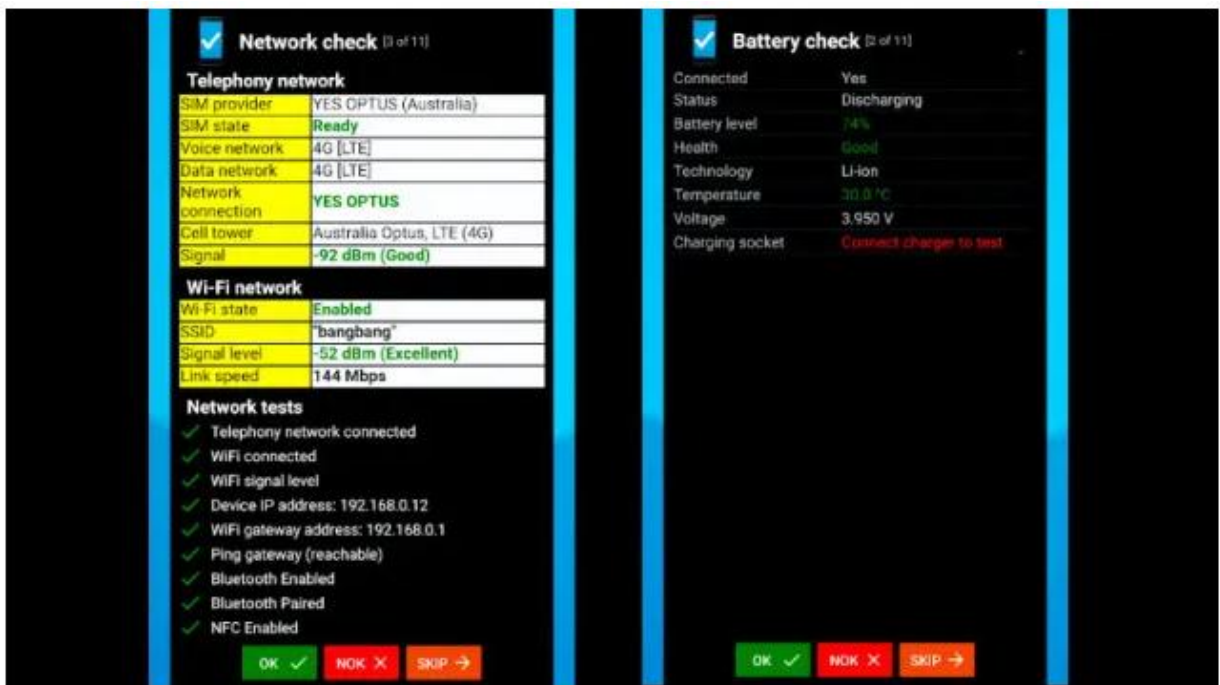 Network check [3 of 11]
Telephony network
SIM provider YES OPTUS (Australia)
SIM state Ready
Voice network 4G [LTE]
Data network 4G [LTE]
Network connection YES OPTUS
Cell tower Australia Optus, LTE (4G)
Signal -92 dBm (Good)
Wi-Fi network
Wi-Fi state Enabled
SSID "bangbang"
Signal level -52 dBm (Excellent)
Link speed 144 Mbps
Network tests
Telephony network connected
WiFi connected
WiFi signal level
Device IP address: 192.168.0.12
WiFi gateway address: 192.168.0.1
Ping gateway (reachable)
Bluetooth Enabled
Bluetooth Paired
NFC Enabled
OK NOK SKIP
Battery check [2 of 11]
Connected Yes
Status Discharging
Battery level 74%
Health Good
Technology Li-ion
Temperature 30.0 °C
Voltage 3.950 V
Charging socket Connect charger to test
OK NOK SKIP